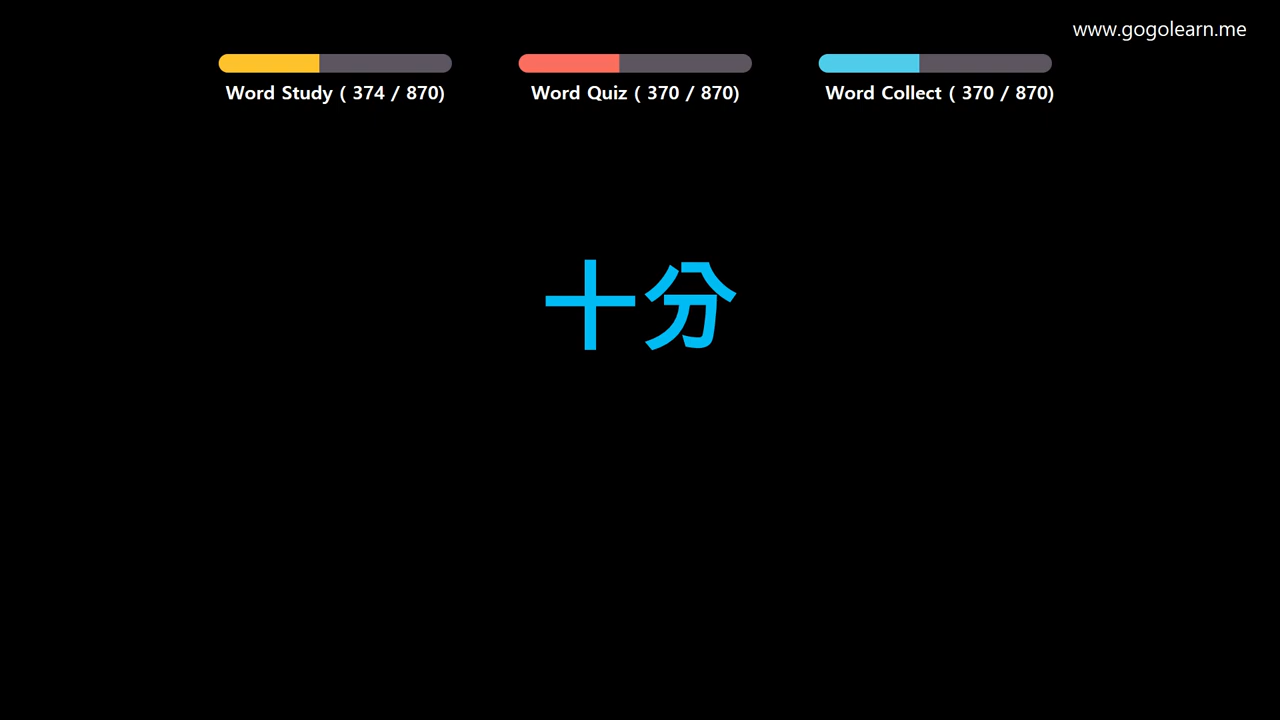 www.gogolearn.me
Word Study ( 374 / 870)
Word Quiz ( 370 / 870)
Word Collect ( 370 / 870)
十分